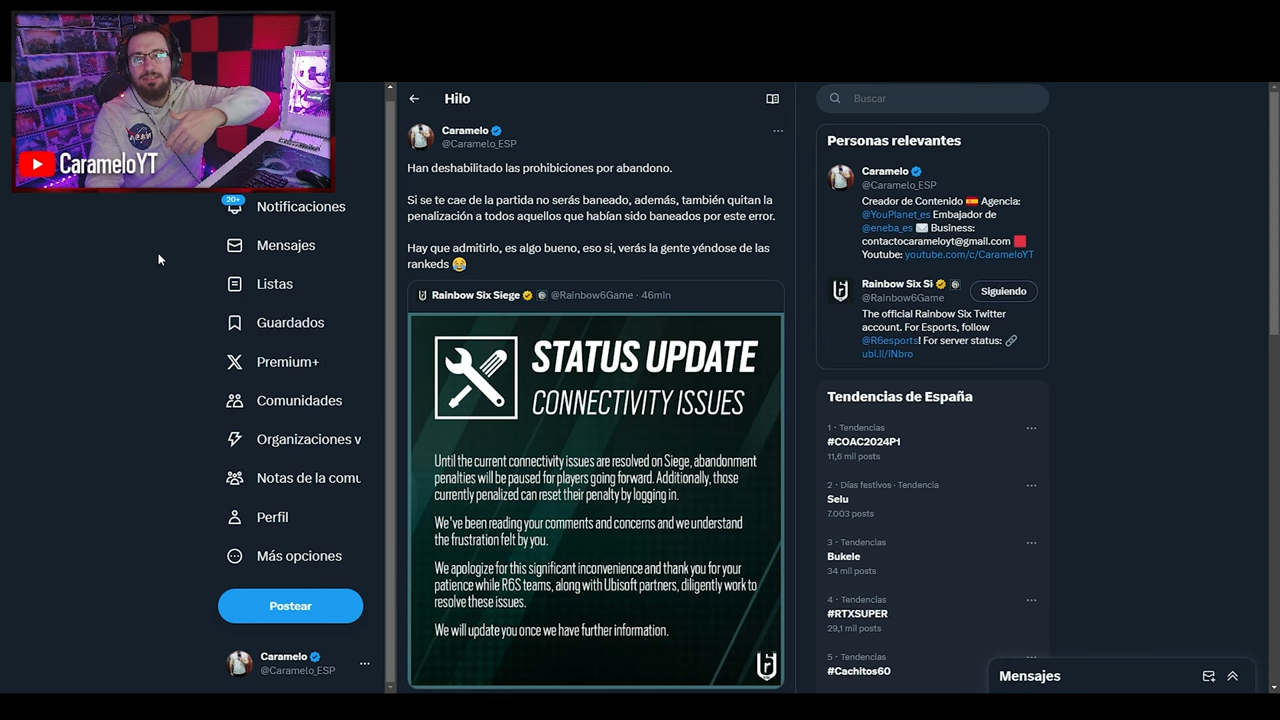 CarameloYT
20+
Notificaciones
Mensajes
Listas
Guardados
Premium+
Comunidades
Organizaciones v
Notas de la comu
Perfil
Más opciones
Postear
Caramelo
@Caramelo_ESP
Hilo
Caramelo
@Caramelo_ESP
Han deshabilitado las prohibiciones por abandono.
Si se te cae de la partida no serás baneado, además, también quitan la
penalización a todos aquellos que habían sido baneados por este error.
Hay que admitirlo, es algo bueno, eso si, verás la gente yéndose de las
rankeds 😂
Rainbow Six Siege @Rainbow6Game · 46min
STATUS UPDATE
CONNECTIVITY ISSUES
Until the current connectivity issues are resolved on Siege, abandonment
penalties will be paused for players going forward. Additionally, those
currently penalized can reset their penalty by logging in.
We've been reading your comments and concerns and we understand
the frustration felt by you.
We apologize for this significant inconvenience and thank you for your
patience while R6S teams, along with Ubisoft partners, diligently work to
resolve these issues.
We will update you once we have further information.
Buscar
Personas relevantes
Caramelo
@Caramelo_ESP
Creador de Contenido 🇪🇸 Agencia:
@YouPlanet_es Embajador de
@eneba_es ✉️ Business:
contactocarameloyt@gmail.com 🟥
Youtube: youtube.com/c/CarameloYT
Rainbow Six Si
@Rainbow6Game
Siguiendo
The official Rainbow Six Twitter
account. For Esports, follow
@R6esports! For server status: 🔗
ubi.li/lNbro
Tendencias de España
1 · Tendencias
#COAC2024P1
11,6 mil posts
2 · Días festivos · Tendencia
Selu
7.003 posts
3 · Tendencias
Bukele
34 mil posts
4 · Tendencias
#RTXSUPER
29,1 mil posts
5 · Tendencias
#Cachitos60
Mensajes